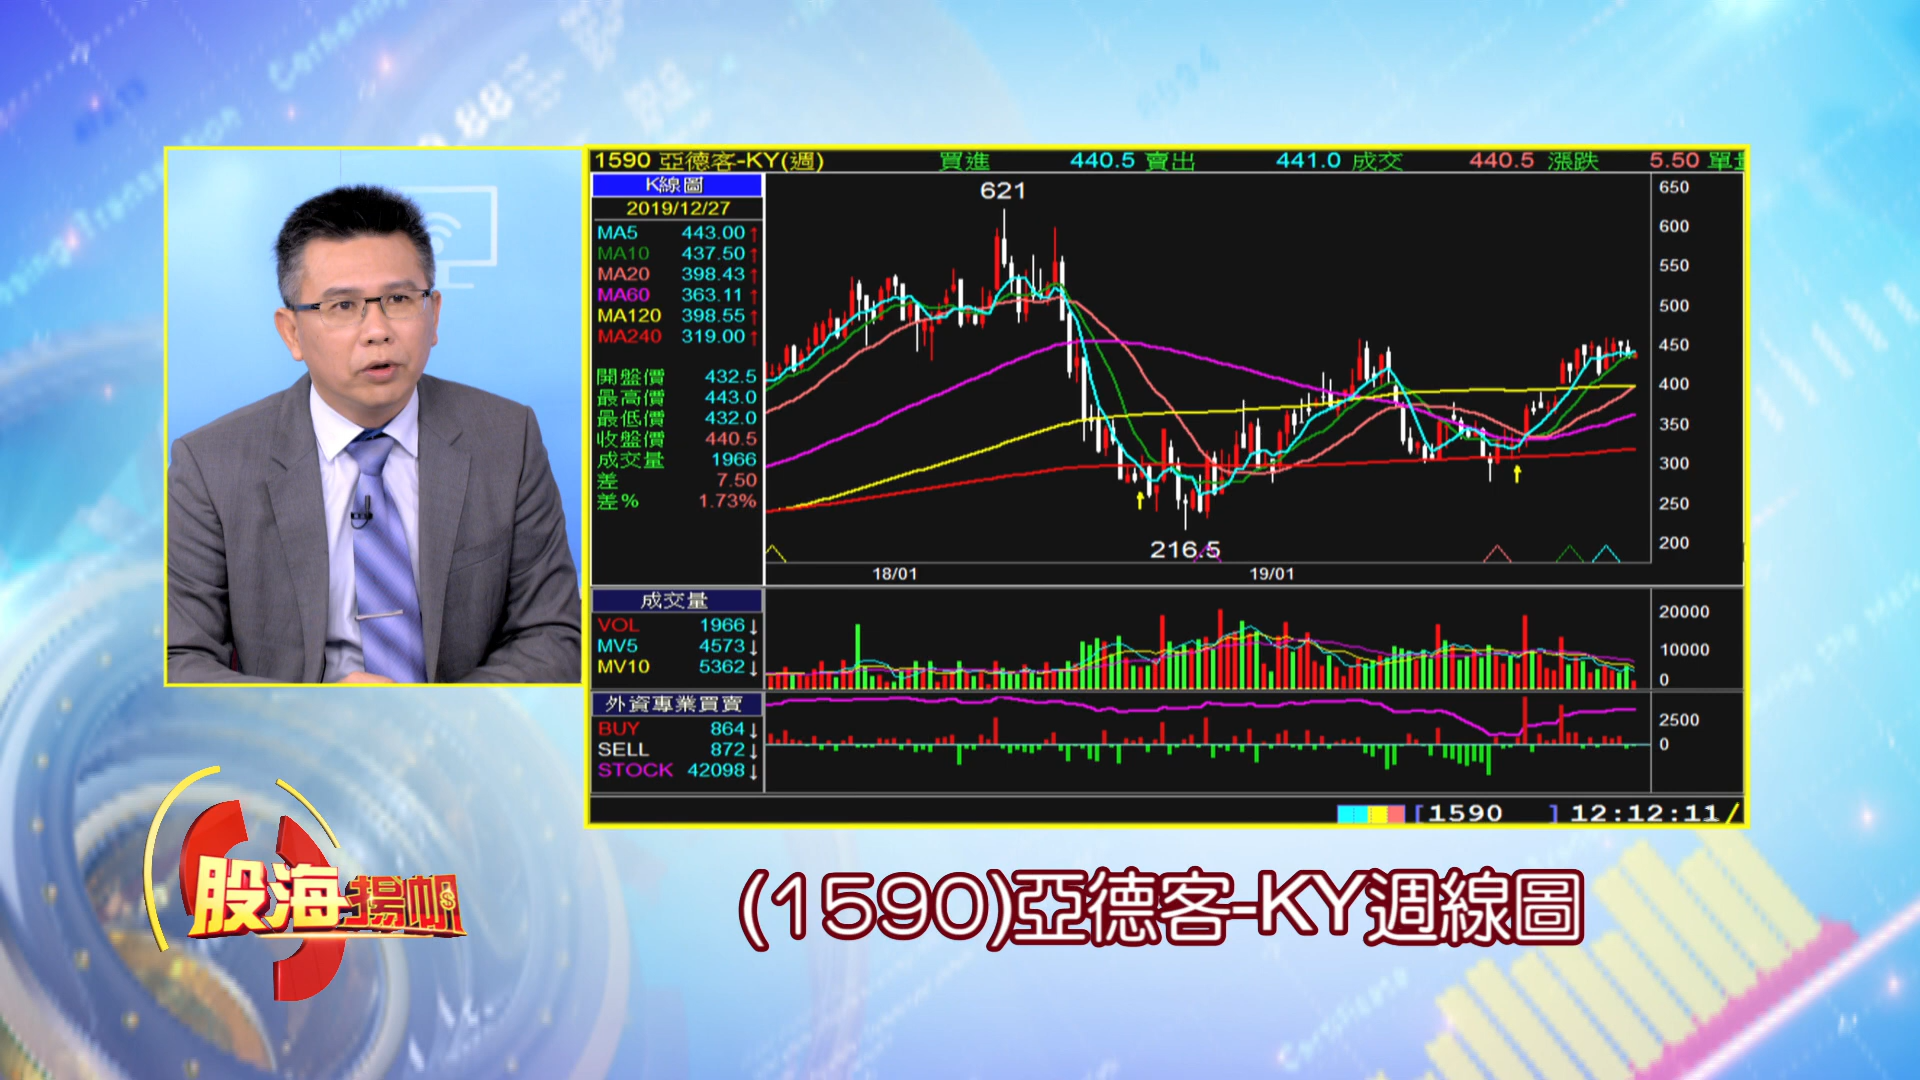 1590 亞德客-KY(週) 買進 440.5 賣出 441.0 成交 440.5 漲跌 5.50 單量
K線圖
2019/12/27
MA5 443.00↑
MA10 437.50↑
MA20 398.43↑
MA60 363.11↑
MA120 398.55↑
MA240 319.00↑
開盤價 432.5
最高價 443.0
最低價 432.0
收盤價 440.5
成交量 1966
差 7.50
差% 1.73%
621
216.5
650
600
550
500
450
400
350
300
250
200
18/01 19/01
成交量
VOL 1966↓
MV5 4573↓
MV10 5362↓
20000
10000
0
外資專業買賣
BUY 864↓
SELL 872↓
STOCK 42098↓
2500
0
[1590 ] 12:12:11/
股海揚帆
(1590)亞德客-KY週線圖